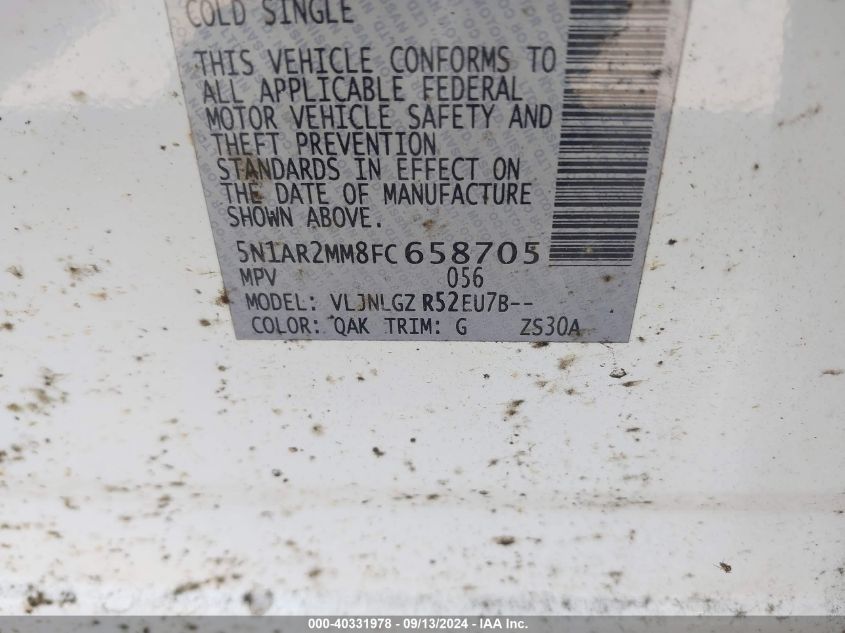 COLD SINGLE
THIS VEHICLE CONFORMS TO
ALL APPLICABLE FEDERAL
MOTOR VEHICLE SAFETY AND
THEFT PREVENTION
STANDARDS IN EFFECT ON
THE DATE OF MANUFACTURE
SHOWN ABOVE.
5N1AR2MM8FC658705
MPV 056
MODEL: VLJNLGZ R52EU7B--
COLOR: QAK TRIM: G ZS30A
000-40331978 - 09/13/2024 - IAA Inc.